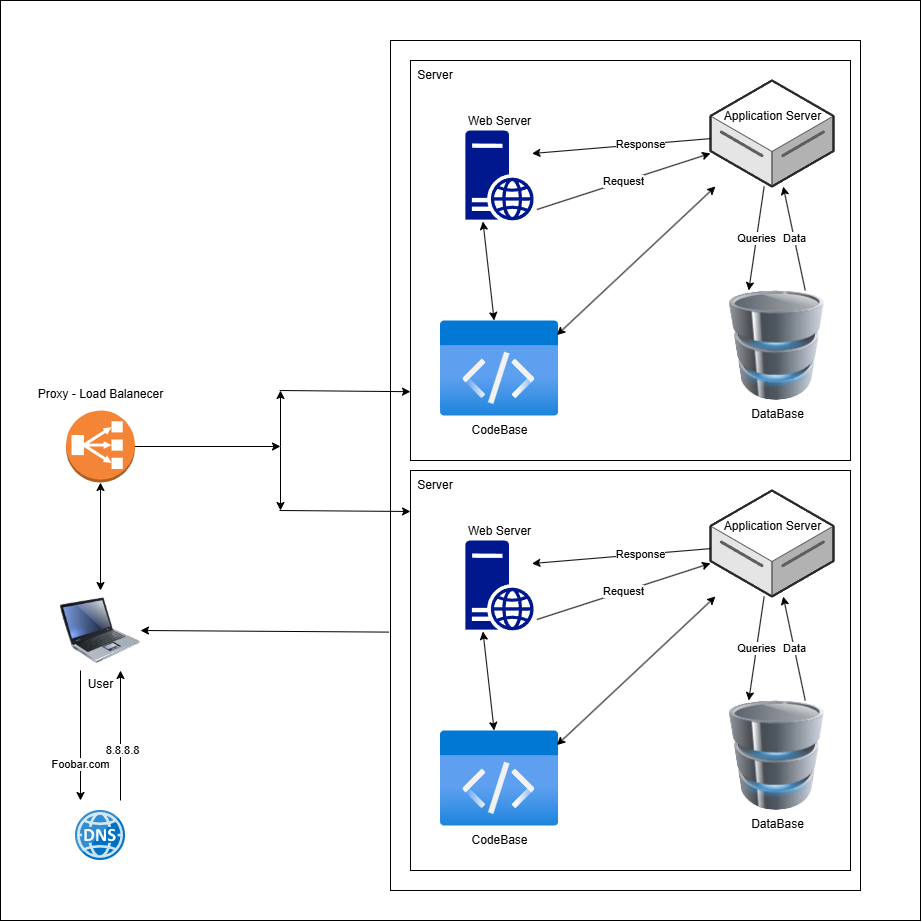 Server
Web Server
Application Server
Response
Request
Queries
Data
DataBase
CodeBase
Proxy - Load Balanecer
Server
Web Server
Application Server
Response
Request
Queries
Data
DataBase
CodeBase
User
8.8.8.8
Foobar.com
DNS